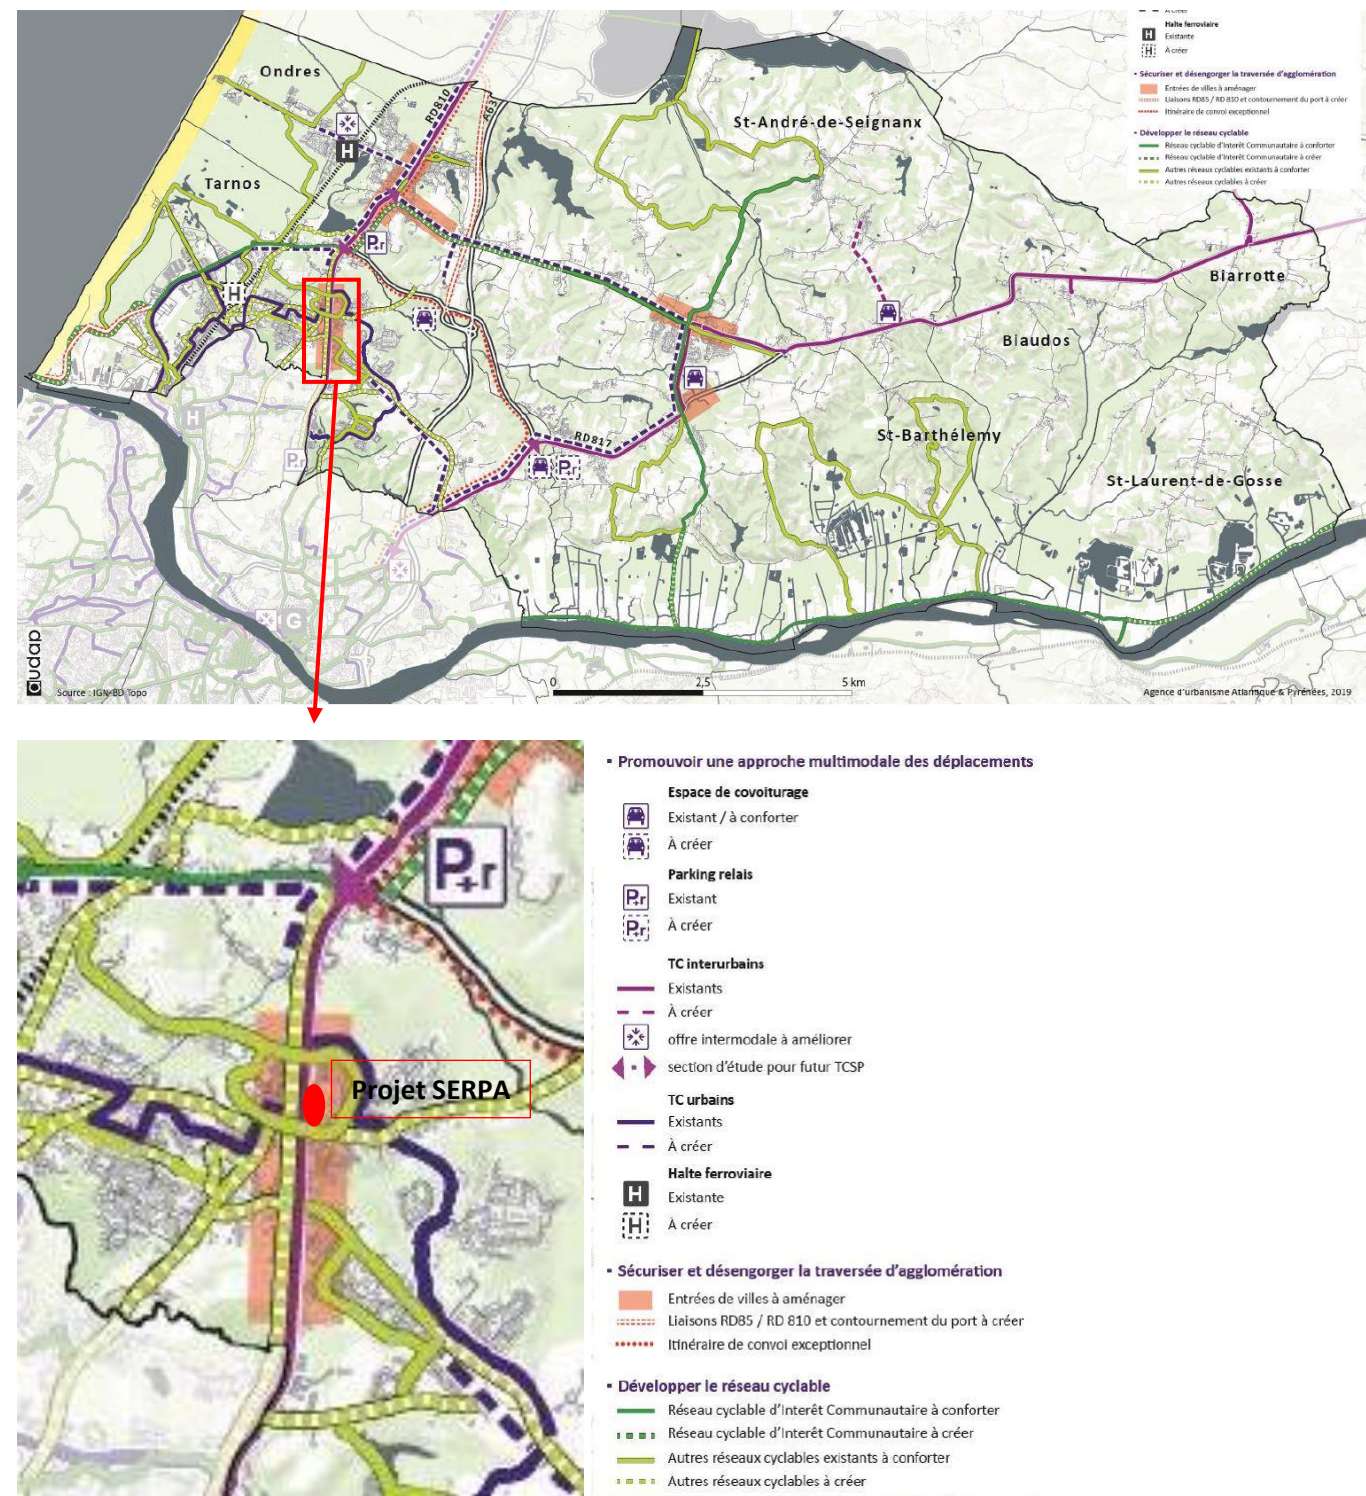 À créer
Halte ferroviaire
H Existante
H À créer
▪ Sécuriser et désengorger la traversée d'agglomération
Entrées de villes à aménager
Liaisons RD85 / RD 810 et contournement du port à créer
Itinéraire de convoi exceptionnel
▪ Développer le réseau cyclable
Réseau cyclable d'Interêt Communautaire à conforter
Réseau cyclable d'Interêt Communautaire à créer
Autres réseaux cyclables existants à conforter
Autres réseaux cyclables à créer
Ondres
RD810
A63
St-André-de-Seignanx
H
Tarnos
P+r
Biarrotte
H
Biaudos
H
RD817
St-Barthélemy
P+r
P+r
St-Laurent-de-Gosse
G
P
audap
Source : IGN-BD Topo
0 2,5 5 km
Agence d'urbanisme Atlantique & Pyrénées, 2019
P+r
Projet SERPA
▪ Promouvoir une approche multimodale des déplacements
Espace de covoiturage
Existant / à conforter
À créer
Parking relais
P+r Existant
P+r À créer
TC interurbains
Existants
À créer
offre intermodale à améliorer
section d'étude pour futur TCSP
TC urbains
Existants
À créer
Halte ferroviaire
H Existante
H À créer
▪ Sécuriser et désengorger la traversée d'agglomération
Entrées de villes à aménager
Liaisons RD85 / RD 810 et contournement du port à créer
Itinéraire de convoi exceptionnel
▪ Développer le réseau cyclable
Réseau cyclable d'Interêt Communautaire à conforter
Réseau cyclable d'Interêt Communautaire à créer
Autres réseaux cyclables existants à conforter
Autres réseaux cyclables à créer